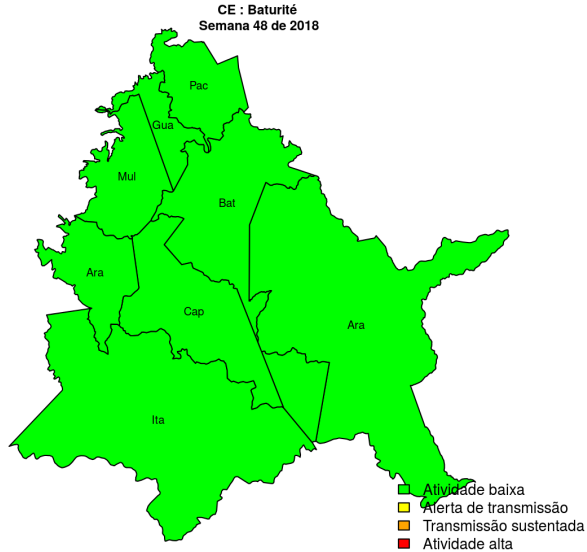 CE : Baturité
Semana 48 de 2018
Pac
Gua
Mul
Bat
Ara
Cap
Ara
Ita
Atividade baixa
Alerta de transmissão
Transmissão sustentada
Atividade alta